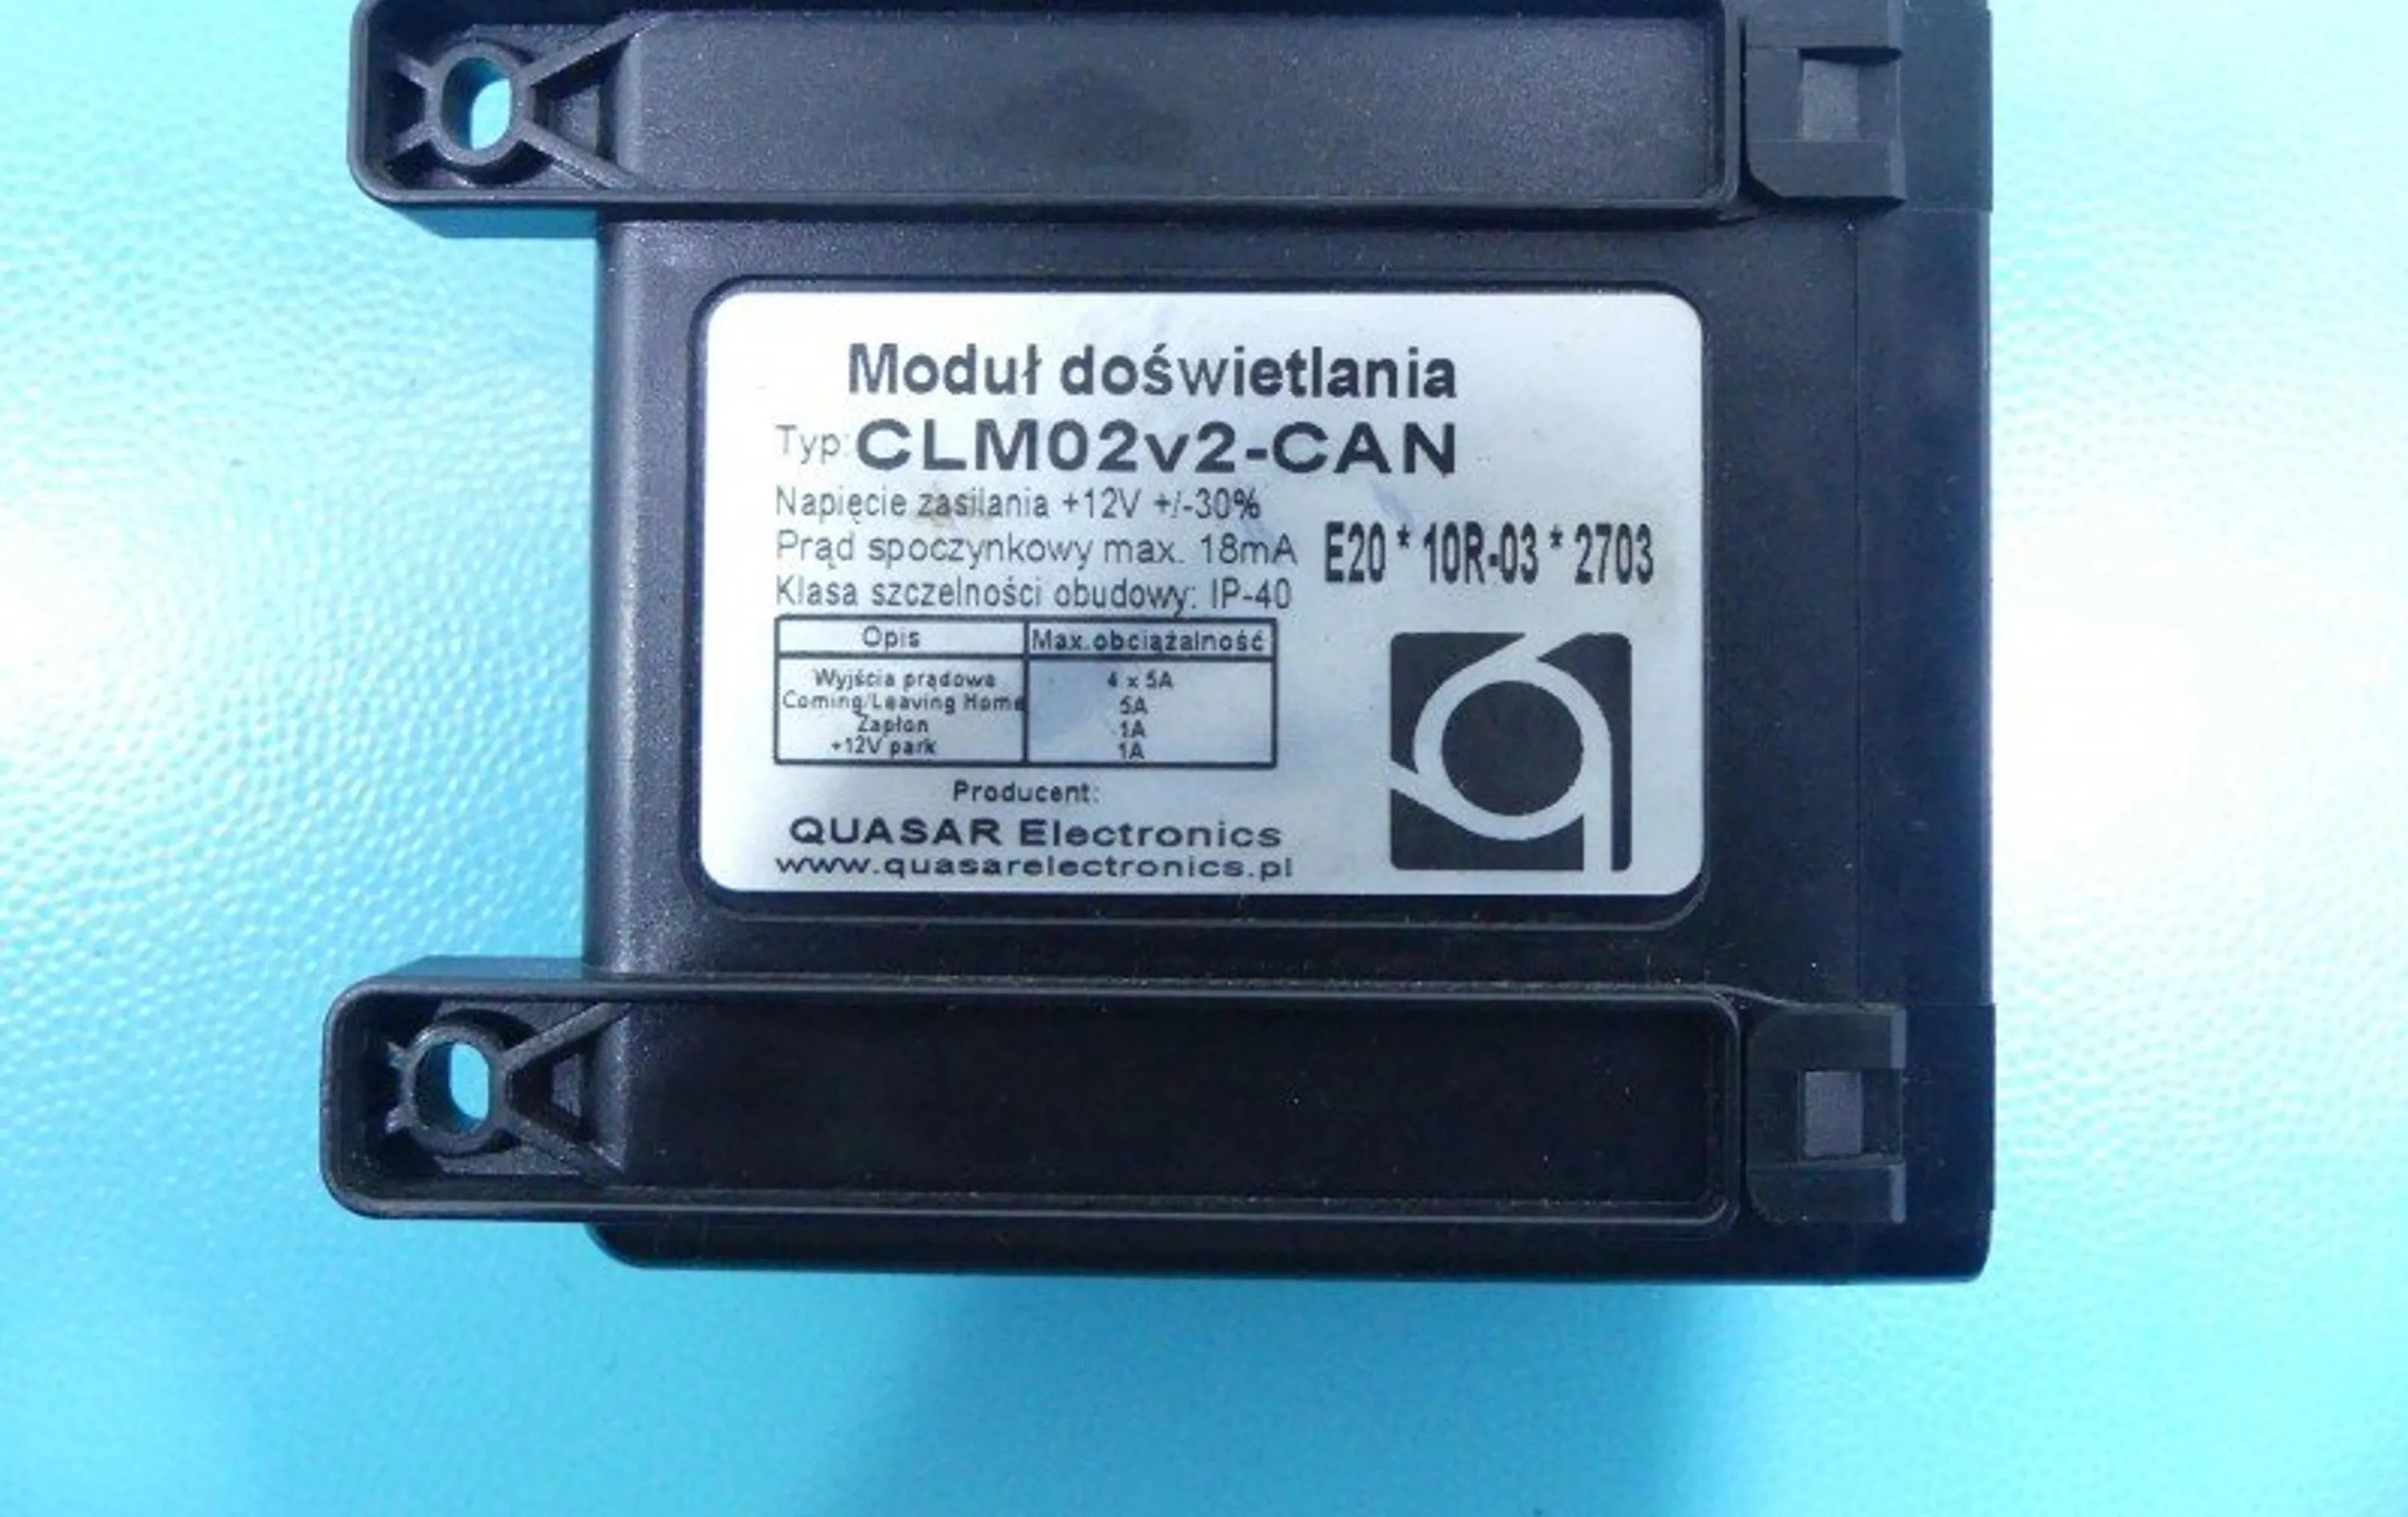 Moduł doświetlania
Typ: CLM02v2-CAN
Napięcie zasilania +12V +/-30%
Prąd spoczynkowy max. 18mA
Klasa szczelności obudowy: IP-40
E20 * 10R-03 * 2703
Opis Max.obciążalność
Wyjścia prądowe 4 x 5A
Coming/Leaving Home 5A
Zapłon 1A
+12V park 1A
Producent:
QUASAR Electronics
www.quasarelectronics.pl